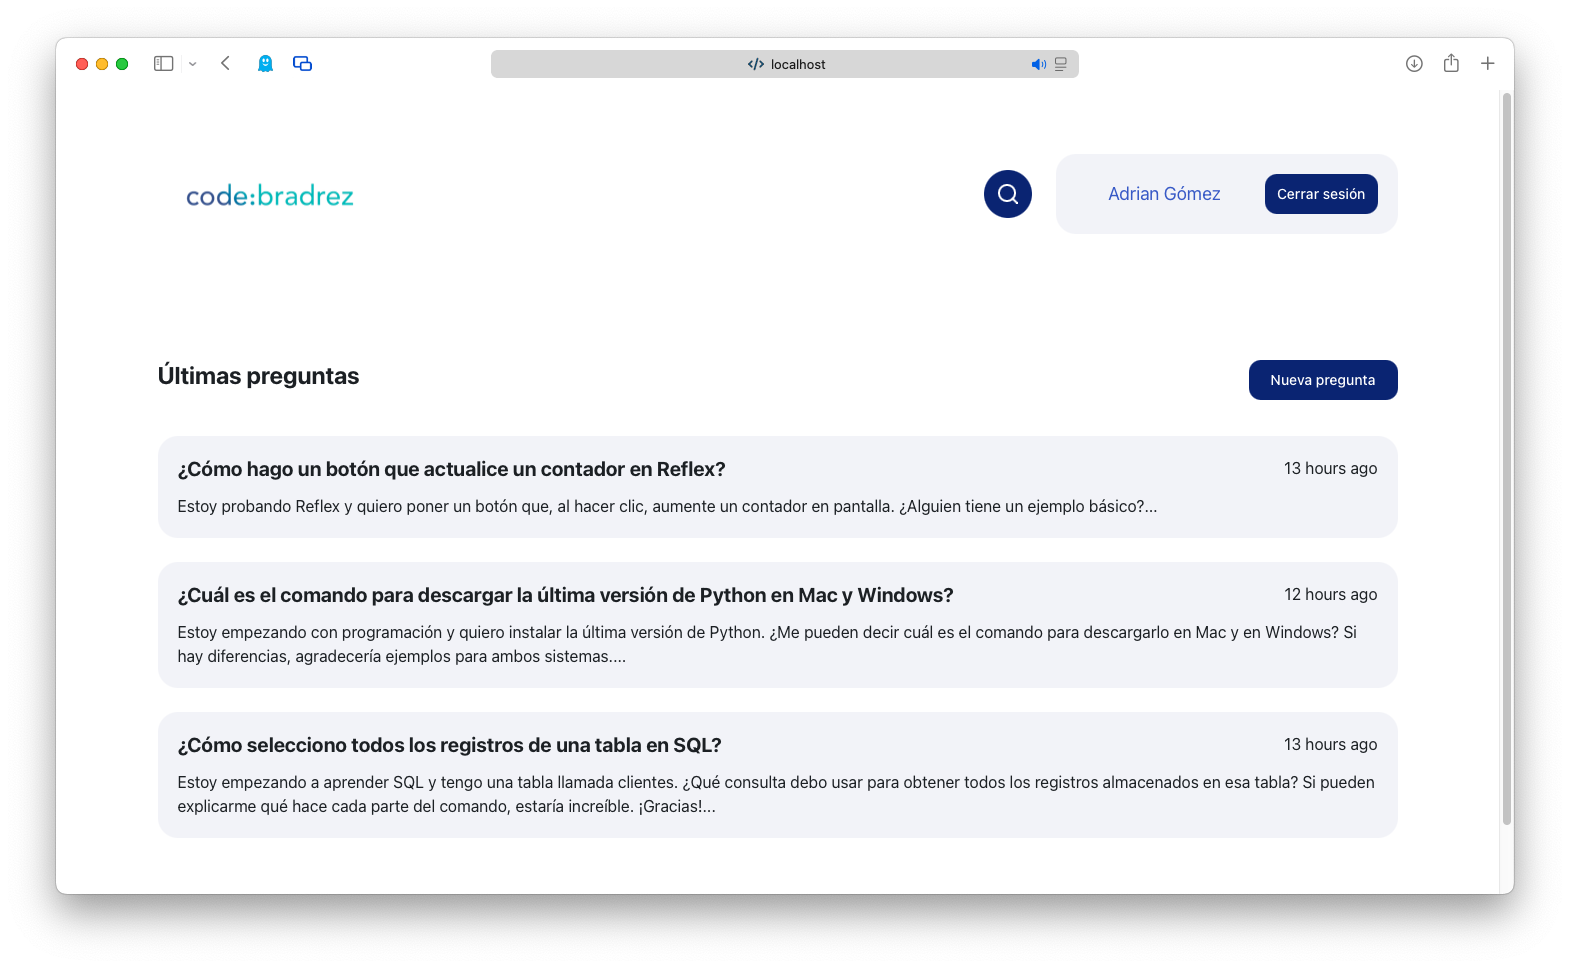 localhost
code:bradrez
Adrian Gómez
Cerrar sesión
Últimas preguntas
Nueva pregunta
¿Cómo hago un botón que actualice un contador en Reflex?
13 hours ago
Estoy probando Reflex y quiero poner un botón que, al hacer clic, aumente un contador en pantalla. ¿Alguien tiene un ejemplo básico?...
¿Cuál es el comando para descargar la última versión de Python en Mac y Windows?
12 hours ago
Estoy empezando con programación y quiero instalar la última versión de Python. ¿Me pueden decir cuál es el comando para descargarlo en Mac y en Windows? Si
hay diferencias, agradecería ejemplos para ambos sistemas....
¿Cómo selecciono todos los registros de una tabla en SQL?
13 hours ago
Estoy empezando a aprender SQL y tengo una tabla llamada clientes. ¿Qué consulta debo usar para obtener todos los registros almacenados en esa tabla? Si pueden
explicarme qué hace cada parte del comando, estaría increíble. ¡Gracias!...